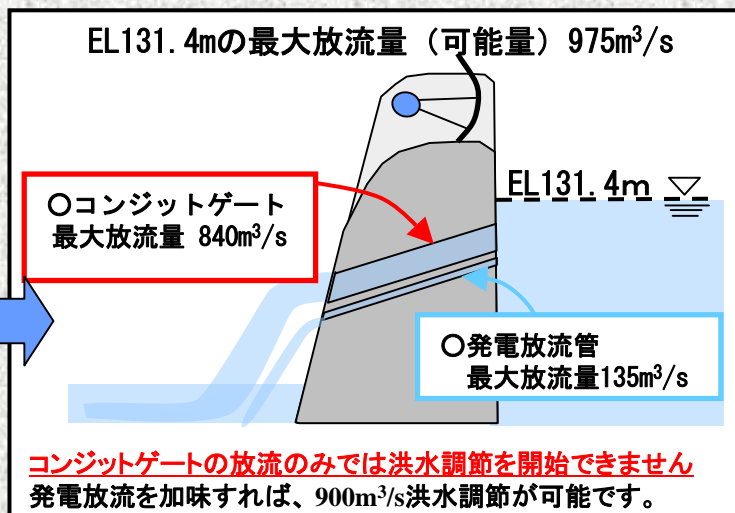 EL131.4mの最大放流量（可能量）975m³/s
EL131.4m
○コンジットゲート
最大放流量 840m³/s
○発電放流管
最大放流量135m³/s
コンジットゲートの放流のみでは洪水調節を開始できません
発電放流を加味すれば、900m³/s洪水調節が可能です。